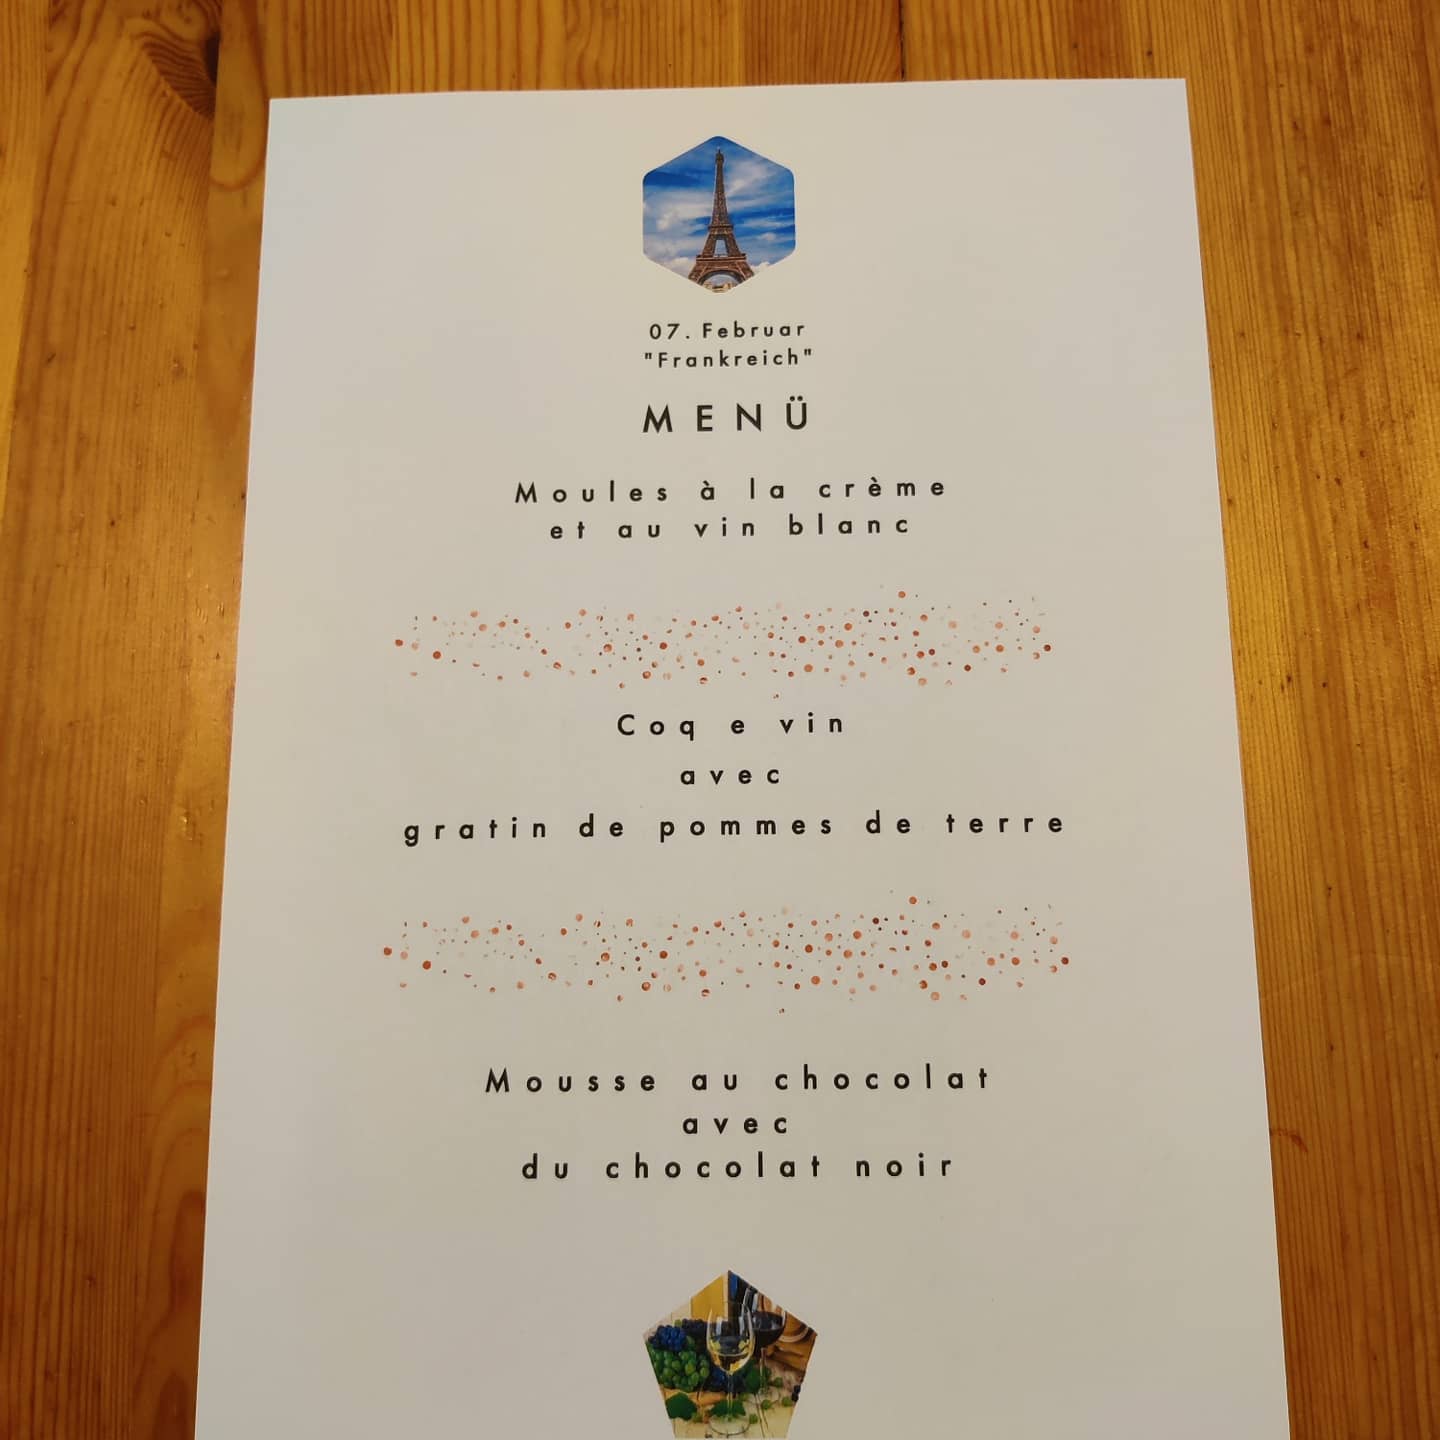 07. Februar
"Frankreich"
MENÜ
Moules à la crème
et au vin blanc
Coq e vin
avec
gratin de pommes de terre
Mousse au chocolat
avec
du chocolat noir